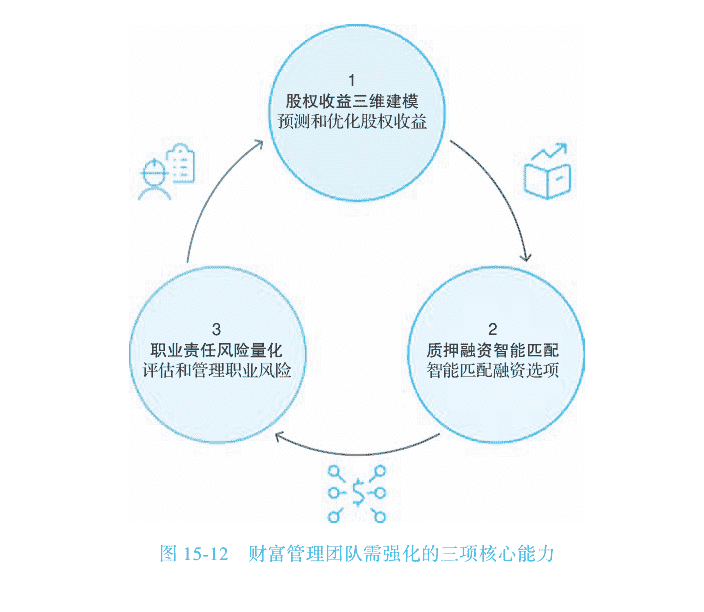 1
股权收益三维建模
预测和优化股权收益
2
质押融资智能匹配
智能匹配融资选项
3
职业责任风险量化
评估和管理职业风险
$
图 15-12 财富管理团队需强化的三项核心能力